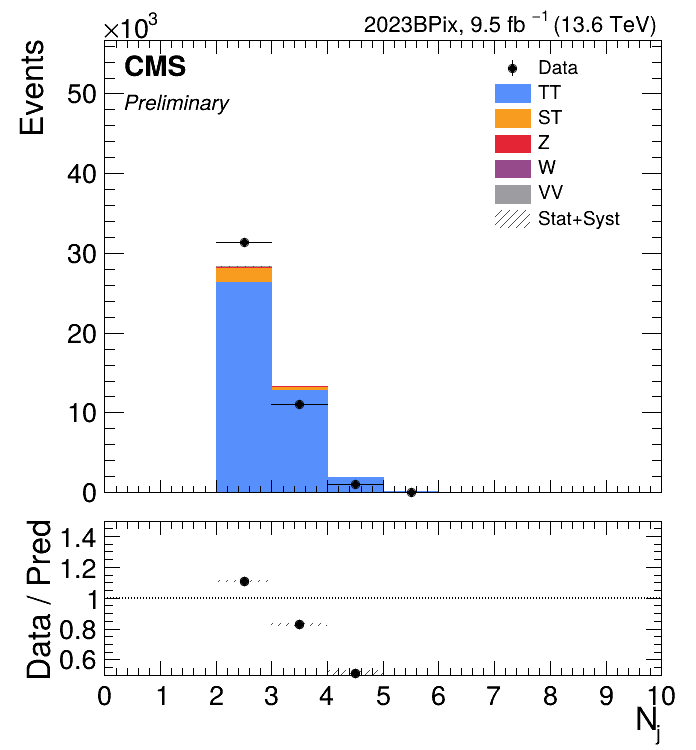 ×10³
2023BPix, 9.5 fb⁻¹ (13.6 TeV)
Events
CMS
Preliminary
Data
TT
ST
Z
W
VV
Stat+Syst
50
40
30
20
10
0
Data / Pred
1.4
1.2
1
0.8
0.6
0 1 2 3 4 5 6 7 8 9 10
N_j